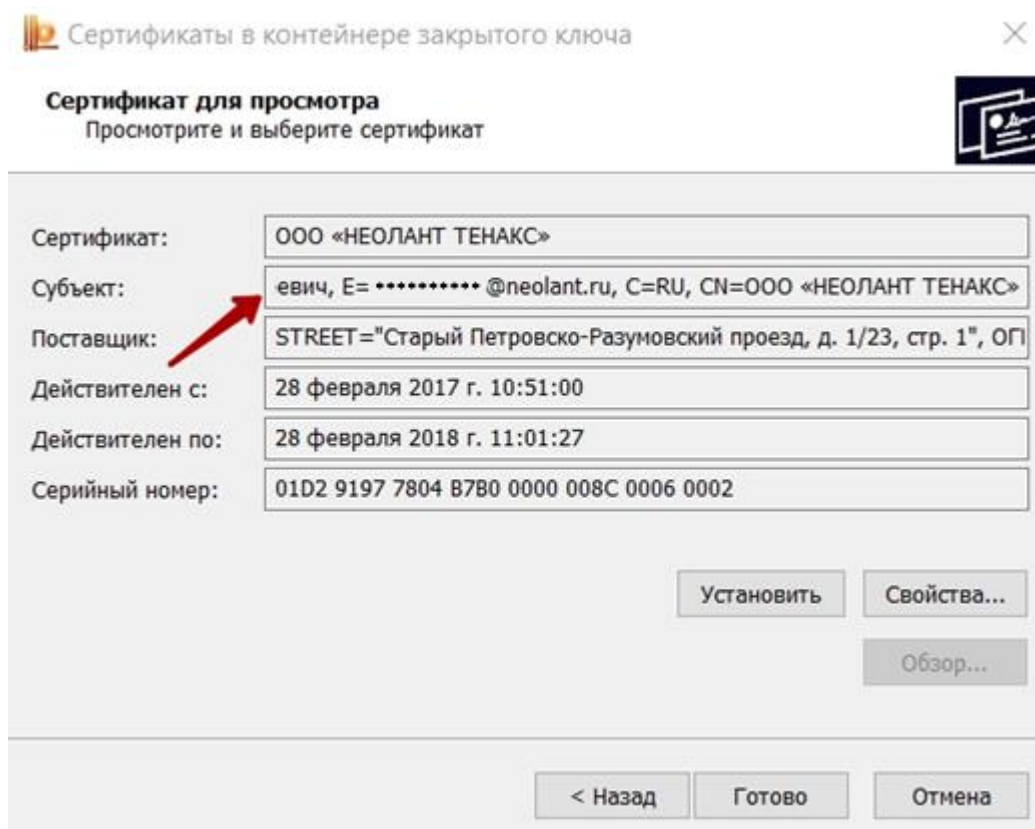 Сертификаты в контейнере закрытого ключа
Сертификат для просмотра
Просмотрите и выберите сертификат
Сертификат: ООО «НЕОЛАНТ ТЕНАКС»
Субъект: евич, E= •••••••••• @neolant.ru, C=RU, CN=ООО «НЕОЛАНТ ТЕНАКС»
Поставщик: STREET="Старый Петровско-Разумовский проезд, д. 1/23, стр. 1", ОГІ
Действителен с: 28 февраля 2017 г. 10:51:00
Действителен по: 28 февраля 2018 г. 11:01:27
Серийный номер: 01D2 9197 7804 B7B0 0000 008C 0006 0002
Установить Свойства...
Обзор...
< Назад Готово Отмена